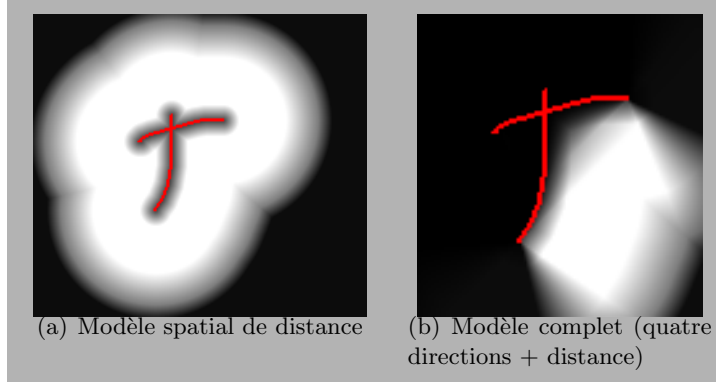 (a) Modèle spatial de distance
(b) Modèle complet (quatre
directions + distance)